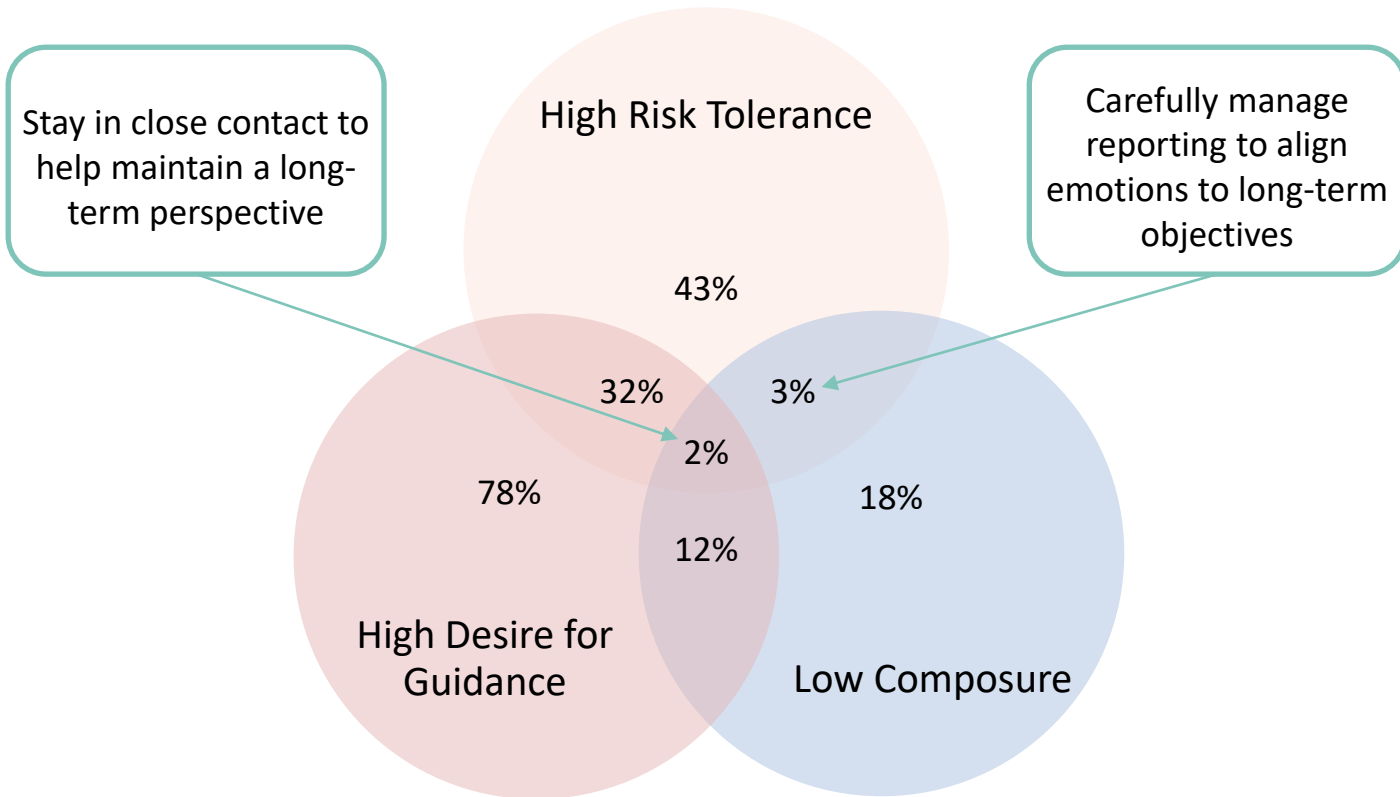 Stay in close contact to
help maintain a long-
term perspective
High Risk Tolerance
Carefully manage
reporting to align
emotions to long-term
objectives
43%
32%
3%
2%
78%
18%
12%
High Desire for
Guidance
Low Composure